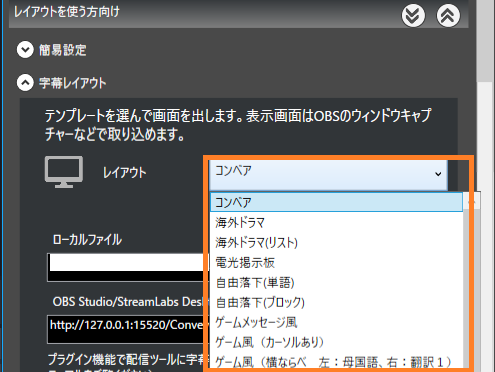 レイアウトを使う方向け
簡易設定
字幕レイアウト
テンプレートを選んで画面を出します。表示画面はOBSのウィンドウキャプ
チャーなどで取り込めます。
レイアウト
コンベア
コンベア
海外ドラマ
海外ドラマ(リスト)
電光掲示板
自由落下(単語)
自由落下(ブロック)
ゲームメッセージ風
ゲーム風（カーソルあり）
ゲーム風（横ならべ　左：母国語、右：翻訳１）
ローカルファイル
OBS Studio/StreamLabs Desk
http://127.0.0.1:15520/Conve
プラグイン機能で配信ツールに字幕